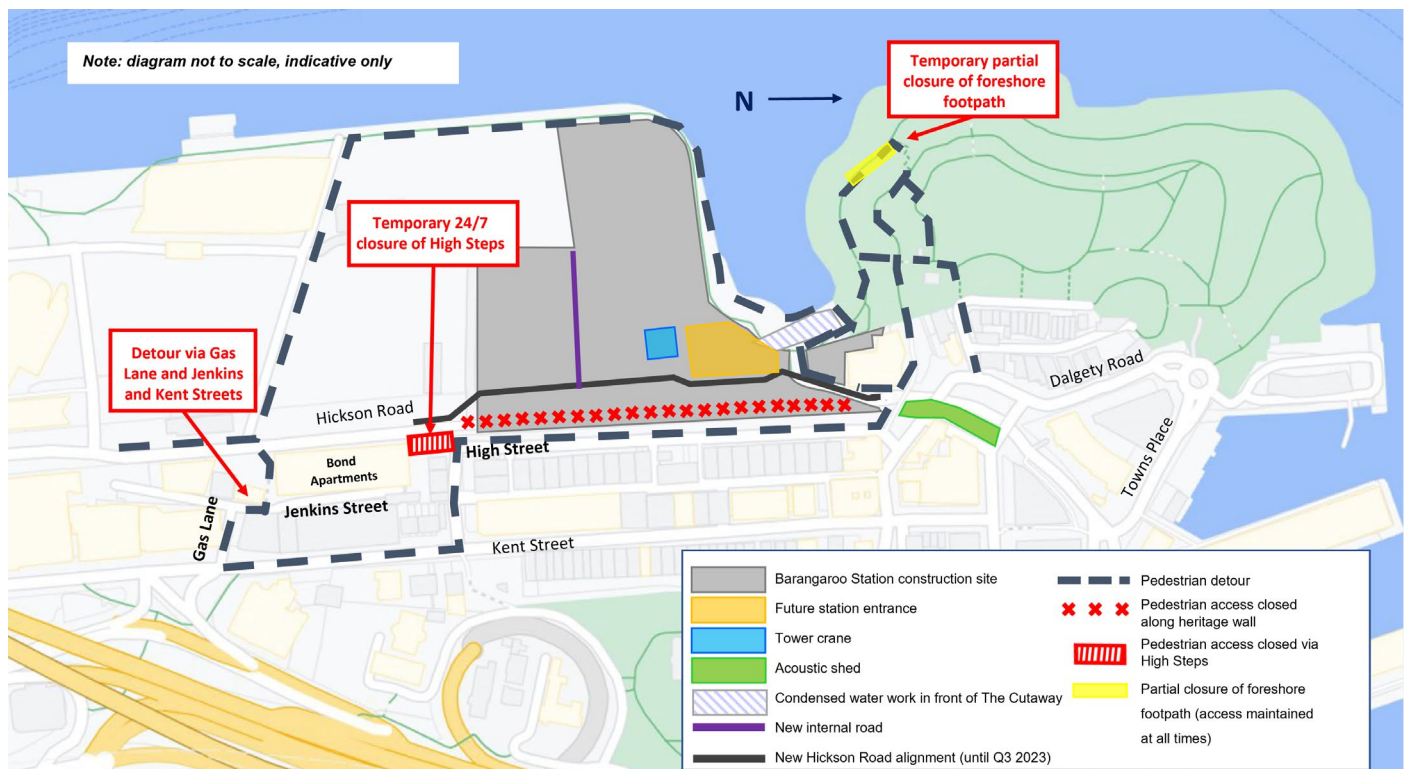 Note: diagram not to scale, indicative only
Temporary partial
closure of foreshore
footpath
N
Temporary 24/7
closure of High Steps
Detour via Gas
Lane and Jenkins
and Kent Streets
Hickson Road
High Street
Bond
Apartments
Jenkins Street
Gas Lane
Kent Street
Dalgety Road
Towns Place
Barangaroo Station construction site
Future station entrance
Tower crane
Acoustic shed
Condensed water work in front of The Cutaway
New internal road
New Hickson Road alignment (until Q3 2023)
Pedestrian detour
Pedestrian access closed
along heritage wall
Pedestrian access closed via
High Steps
Partial closure of foreshore
footpath (access maintained
at all times)